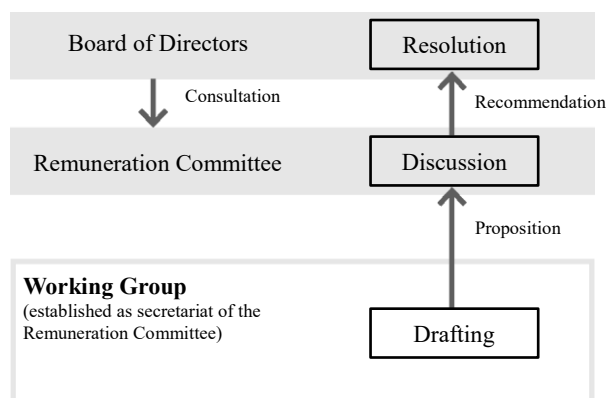 Board of Directors
Resolution
Consultation
Recommendation
Remuneration Committee
Discussion
Proposition
Working Group
(established as secretariat of the
Remuneration Committee)
Drafting